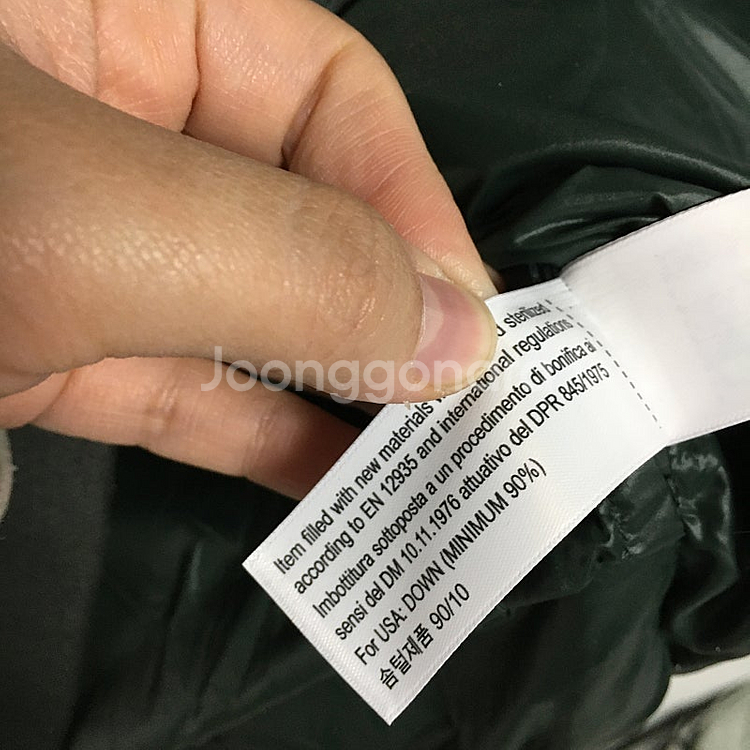 Item filled with new materials sterilized
according to EN 12935 and international regulations
Imbottitura sottoposta a un procedimento di bonifica ai
sensi del DM 10.11.1976 attuativo del DPR 845/1975
For USA: DOWN (MINIMUM 90%)
솜털제품 90/10
Joonggona